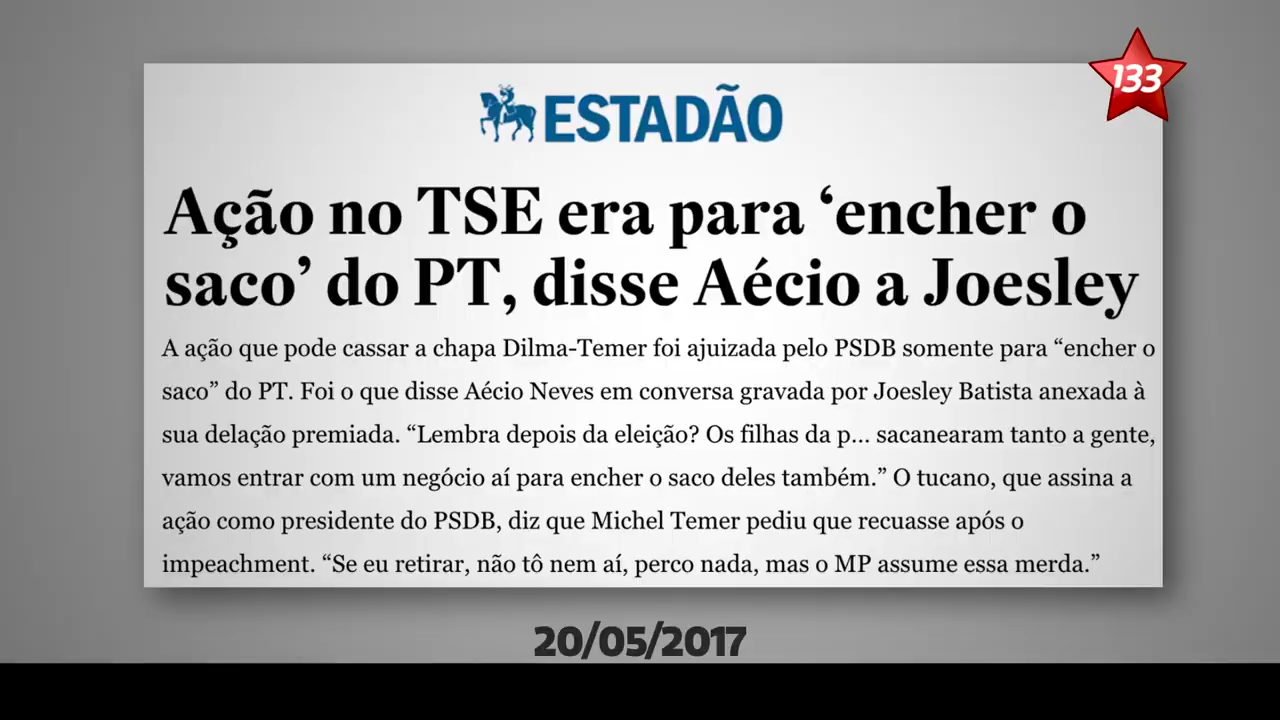 133
ESTADÃO
Ação no TSE era para ‘encher o
saco’ do PT, disse Aécio a Joesley
A ação que pode cassar a chapa Dilma-Temer foi ajuizada pelo PSDB somente para “encher o
saco” do PT. Foi o que disse Aécio Neves em conversa gravada por Joesley Batista anexada à
sua delação premiada. “Lembra depois da eleição? Os filhas da p... sacanearam tanto a gente,
vamos entrar com um negócio aí para encher o saco deles também.” O tucano, que assina a
ação como presidente do PSDB, diz que Michel Temer pediu que recuasse após o
impeachment. “Se eu retirar, não tô nem aí, perco nada, mas o MP assume essa merda.”
20/05/2017